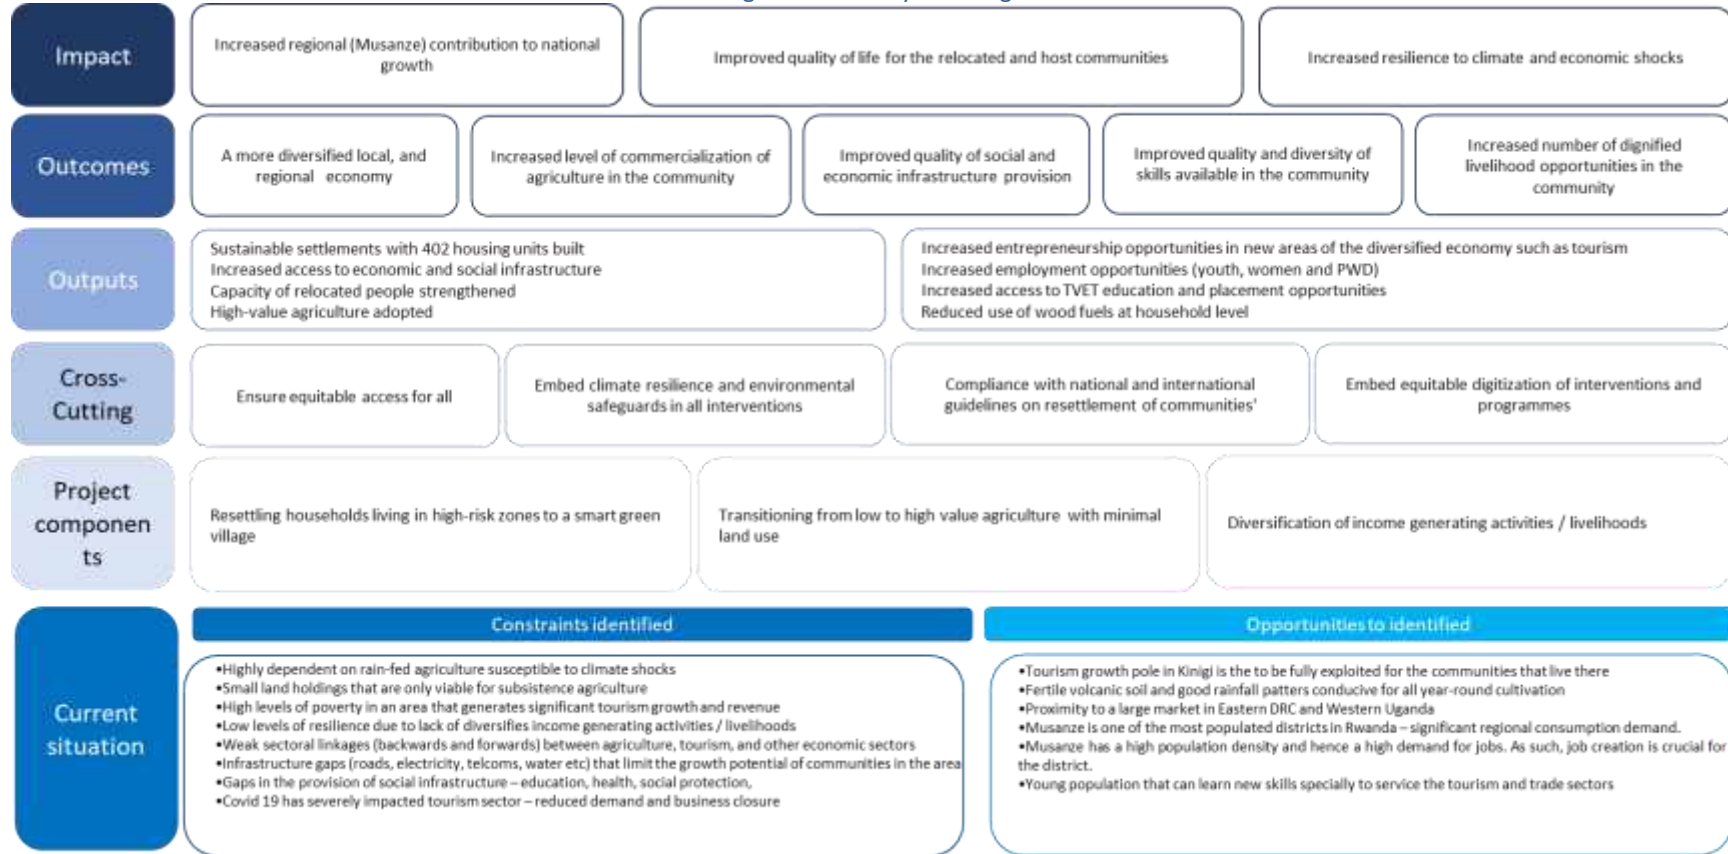 Impact
Increased regional (Musanze) contribution to national
growth
Improved quality of life for the relocated and host communities
Increased resilience to climate and economic shocks
Outcomes
A more diversified local, and
regional economy
Increased level of commercialization of
agriculture in the community
Improved quality of social and
economic infrastructure provision
Improved quality and diversity of
skills available in the community
Increased number of dignified
livelihood opportunities in the
community
Outputs
Sustainable settlements with 402 housing units built
Increased access to economic and social infrastructure
Capacity of relocated people strengthened
High-value agriculture adopted
Increased entrepreneurship opportunities in new areas of the diversified economy such as tourism
Increased employment opportunities (youth, women and PWD)
Increased access to TVET education and placement opportunities
Reduced use of wood fuels at household level
Cross-
Cutting
Ensure equitable access for all
Embed climate resilience and environmental
safeguards in all interventions
Compliance with national and international
guidelines on resettlement of communities'
Embed equitable digitization of interventions and
programmes
Project
componen
ts
Resettling households living in high-risk zones to a smart green
village
Transitioning from low to high value agriculture with minimal
land use
Diversification of income generating activities / livelihoods
Current
situation
Constraints identified
•Highly dependent on rain-fed agriculture susceptible to climate shocks
•Small land holdings that are only viable for subsistence agriculture
•High levels of poverty in an area that generates significant tourism growth and revenue
•Low levels of resilience due to lack of diversifies income generating activities / livelihoods
•Weak sectoral linkages (backwards and forwards) between agriculture, tourism, and other economic sectors
•Infrastructure gaps (roads, electricity, telcoms, water etc) that limit the growth potential of communities in the area
•Gaps in the provision of social infrastructure – education, health, social protection,
•Covid 19 has severely impacted tourism sector – reduced demand and business closure
Opportunities to identified
•Tourism growth pole in Kinigi is the to be fully exploited for the communities that live there
•Fertile volcanic soil and good rainfall patters conducive for all year-round cultivation
•Proximity to a large market in Eastern DRC and Western Uganda
•Musanze is one of the most populated districts in Rwanda – significant regional consumption demand.
•Musanze has a high population density and hence a high demand for jobs. As such, job creation is crucial for
the district.
•Young population that can learn new skills specially to service the tourism and trade sectors